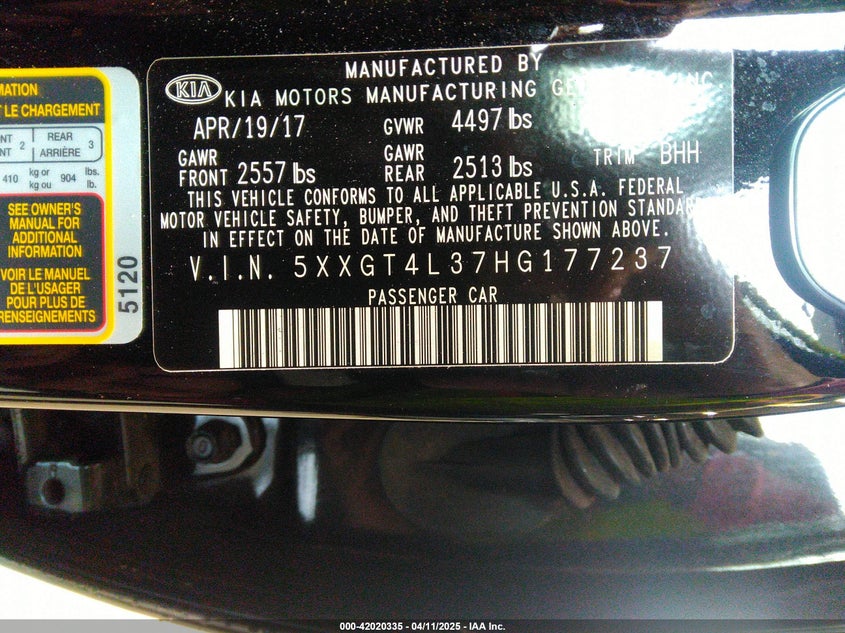 MATION
T LE CHARGEMENT
NT 2 REAR 3
NT ARRIÈRE
410 kg or 904 lbs.
kg ou lb.
SEE OWNER'S
MANUAL FOR
ADDITIONAL
INFORMATION
VOIR LE MANUEL
DE L'USAGER
POUR PLUS DE
RENSEIGNEMENTS
5120
MANUFACTURED BY
KIA KIA MOTORS MANUFACTURING
APR/19/17 GVWR 4497 lbs
GAWR FRONT 2557 lbs GAWR REAR 2513 lbs TRIM BHH
THIS VEHICLE CONFORMS TO ALL APPLICABLE U.S.A. FEDERAL
MOTOR VEHICLE SAFETY, BUMPER, AND THEFT PREVENTION STANDAR
IN EFFECT ON THE DATE OF MANUFACTURE SHOWN ABOVE.
V.I.N. 5XXGT4L37HG177237
PASSENGER CAR
000-42020335 - 04/11/2025 - IAA Inc.